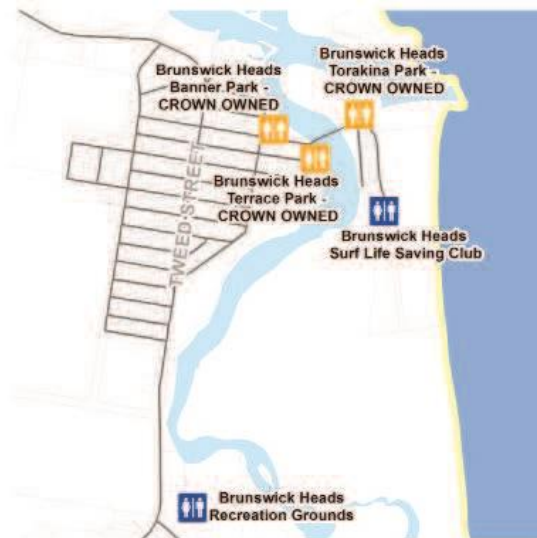 Brunswick Heads
Torakina Park -
CROWN OWNED
Brunswick Heads
Banner Park -
CROWN OWNED
Brunswick Heads
Terrace Park -
CROWN OWNED
TWEED STREET
Brunswick Heads
Surf Life Saving Club
Brunswick Heads
Recreation Grounds